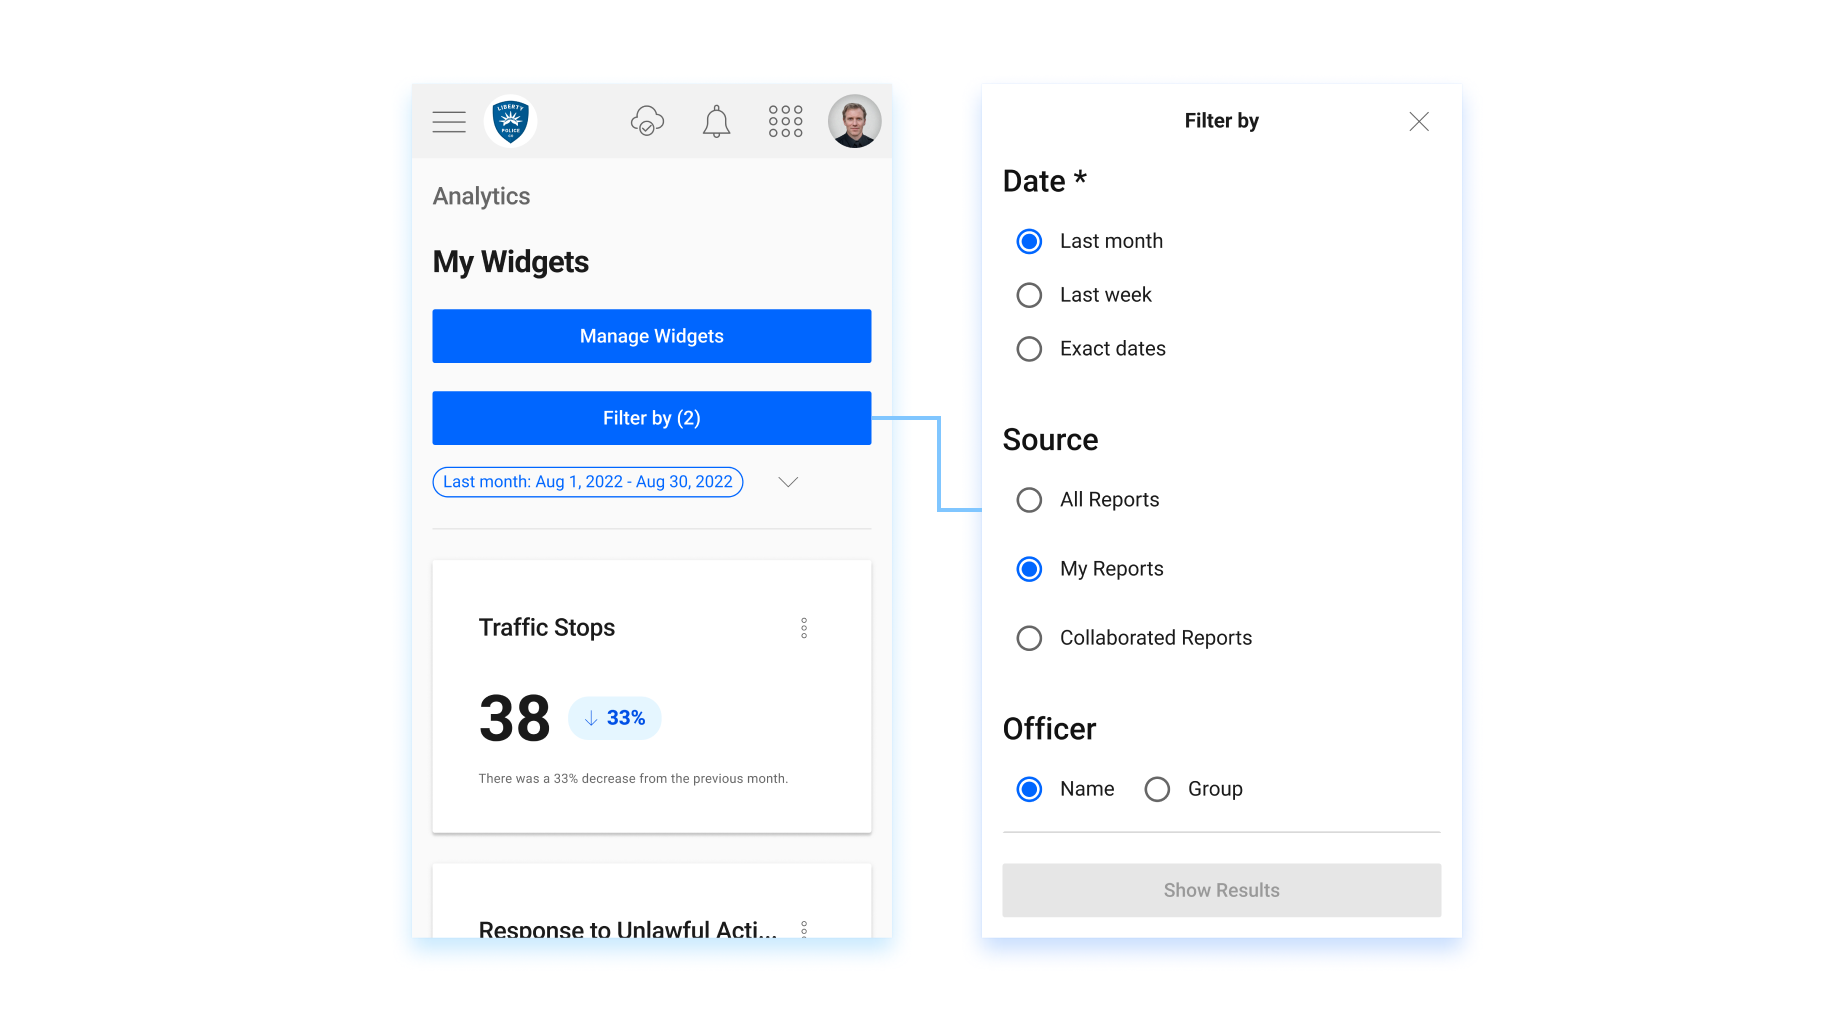 LIBERTY
POLICE
CO
Analytics
My Widgets
Manage Widgets
Filter by (2)
Last month: Aug 1, 2022 - Aug 30, 2022
Traffic Stops
38
33%
There was a 33% decrease from the previous month.
Response to Unlawful Acti...
Filter by
Date *
Last month
Last week
Exact dates
Source
All Reports
My Reports
Collaborated Reports
Officer
Name Group
Show Results